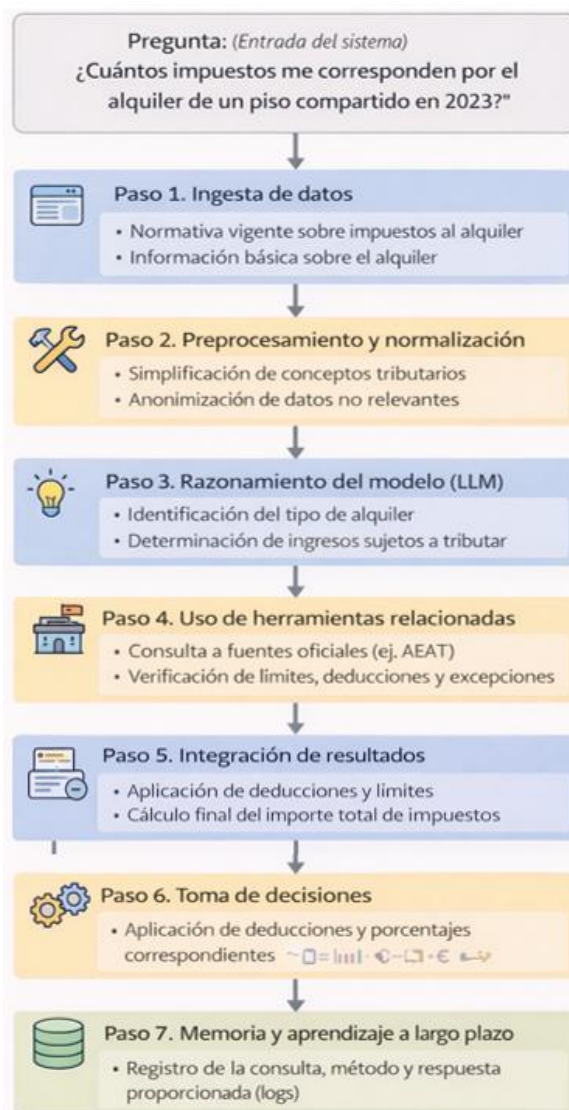 Pregunta: (Entrada del sistema)
¿Cuántos impuestos me corresponden por el
alquiler de un piso compartido en 2023?"
Paso 1. Ingesta de datos
• Normativa vigente sobre impuestos al alquiler
• Información básica sobre el alquiler
Paso 2. Preprocesamiento y normalización
• Simplificación de conceptos tributarios
• Anonimización de datos no relevantes
Paso 3. Razonamiento del modelo (LLM)
• Identificación del tipo de alquiler
• Determinación de ingresos sujetos a tributar
Paso 4. Uso de herramientas relacionadas
• Consulta a fuentes oficiales (ej. AEAT)
• Verificación de límites, deducciones y excepciones
Paso 5. Integración de resultados
• Aplicación de deducciones y límites
• Cálculo final del importe total de impuestos
Paso 6. Toma de decisiones
• Aplicación de deducciones y porcentajes
correspondientes
Paso 7. Memoria y aprendizaje a largo plazo
• Registro de la consulta, método y respuesta
proporcionada (logs)